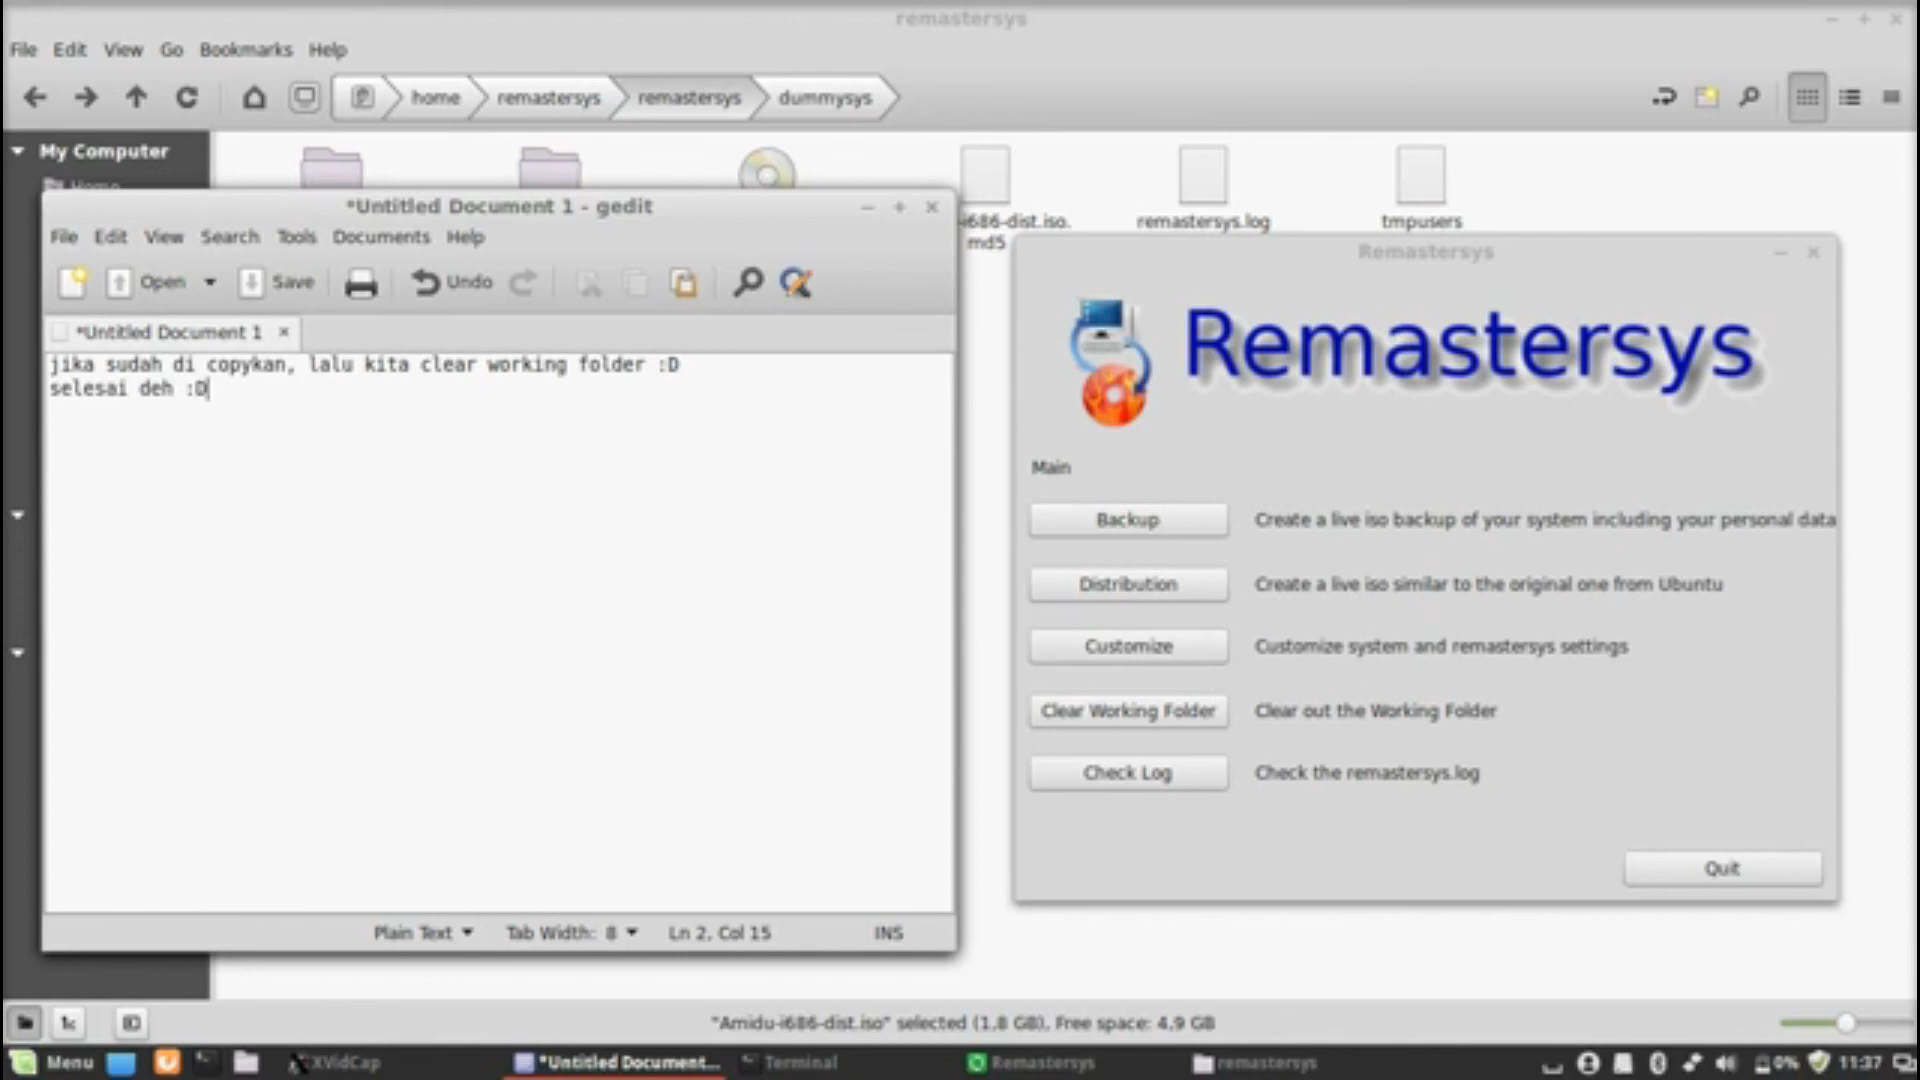 remastersys
File Edit View Go Bookmarks Help
home remastersys remastersys dummysys
My Computer
Home
-i686-dist.iso.
md5
remastersys.log
tmpusers
*Untitled Document 1 - gedit
File Edit View Search Tools Documents Help
Open Save Undo
*Untitled Document 1
jika sudah di copykan, lalu kita clear working folder :D
selesai deh :D
Plain Text Tab Width: 8 Ln 2, Col 15 INS
Remastersys
Remastersys
Main
Backup Create a live iso backup of your system including your personal data
Distribution Create a live iso similar to the original one from Ubuntu
Customize Customize system and remastersys settings
Clear Working Folder Clear out the Working Folder
Check Log Check the remastersys.log
Quit
"Amidu-i686-dist.iso" selected (1,8 GB), Free space: 4,9 GB
Menu XVidCap *Untitled Document... Terminal Remastersys remastersys 0% 11:37